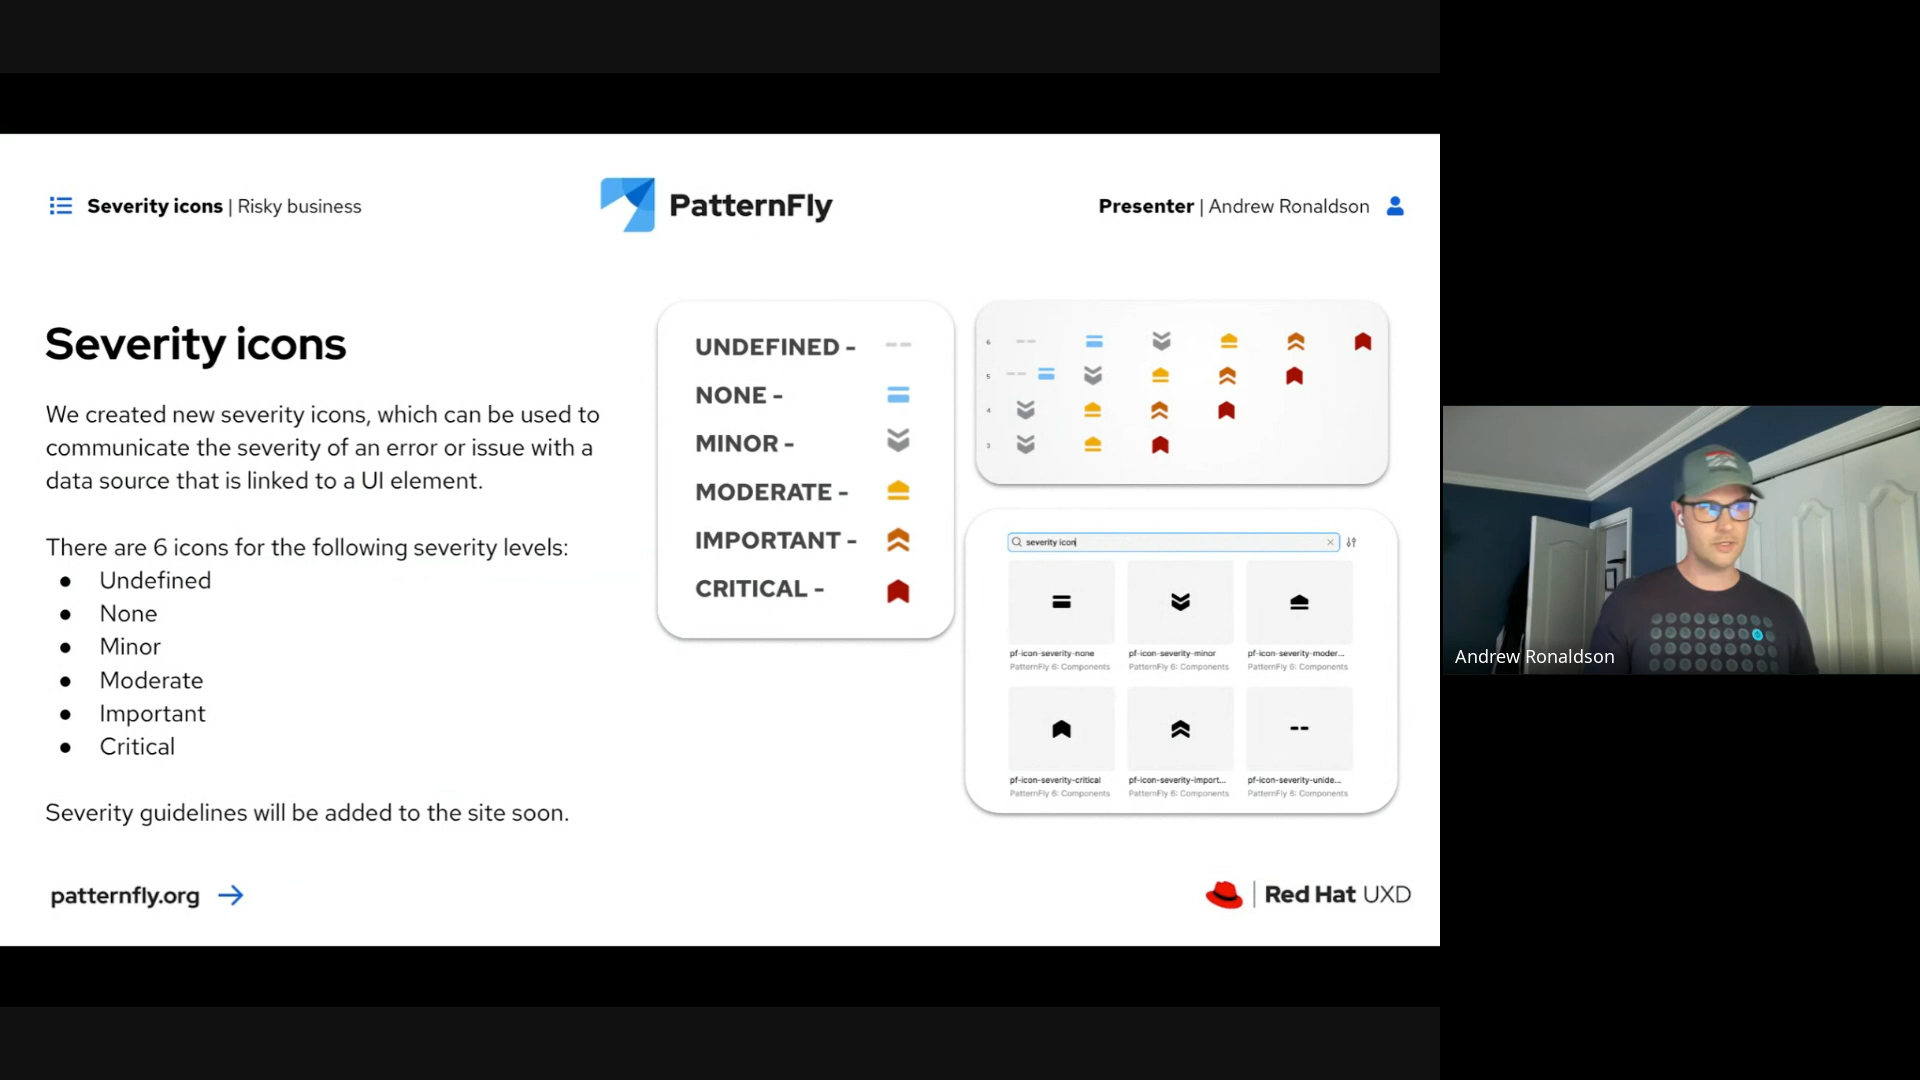 Severity icons | Risky business
PatternFly
Presenter | Andrew Ronaldson
Severity icons
We created new severity icons, which can be used to
communicate the severity of an error or issue with a
data source that is linked to a UI element.
There are 6 icons for the following severity levels:
● Undefined
● None
● Minor
● Moderate
● Important
● Critical
Severity guidelines will be added to the site soon.
UNDEFINED -
NONE -
MINOR -
MODERATE -
IMPORTANT -
CRITICAL -
6
5
4
3
severity icon
pf-icon-severity-none
PatternFly 6: Components
pf-icon-severity-minor
PatternFly 6: Components
pf-icon-severity-moder...
PatternFly 6: Components
pf-icon-severity-critical
PatternFly 6: Components
pf-icon-severity-import...
PatternFly 6: Components
pf-icon-severity-unide...
PatternFly 6: Components
patternfly.org
Red Hat UXD
Andrew Ronaldson